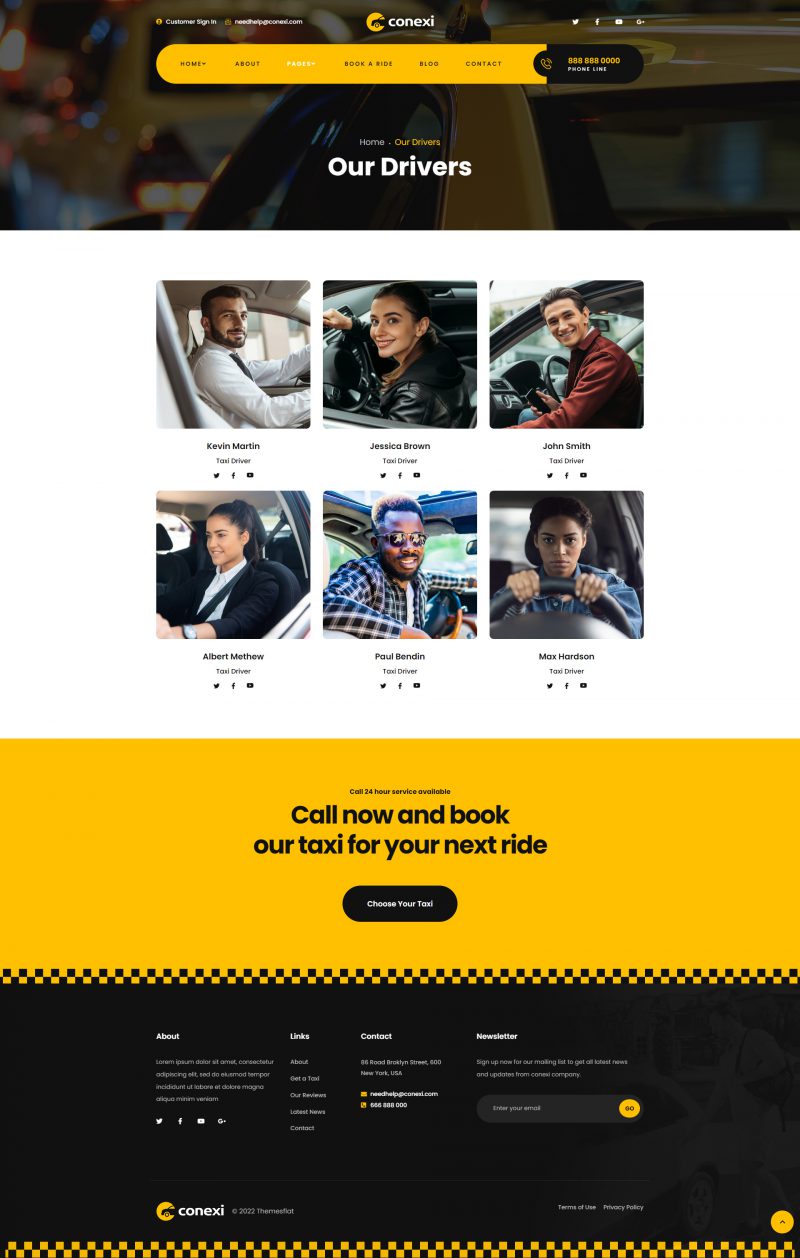 Customer Sign In
needhelp@conexi.com
conexi
HOME
ABOUT
PAGES
BOOK A RIDE
BLOG
CONTACT
888 888 0000
PHONE LINE
Home . Our Drivers
Our Drivers
Kevin Martin
Taxi Driver
Jessica Brown
Taxi Driver
John Smith
Taxi Driver
Albert Methew
Taxi Driver
Paul Bendin
Taxi Driver
Max Hardson
Taxi Driver
Call 24 hour service available
Call now and book
our taxi for your next ride
Choose Your Taxi
About
Lorem ipsum dolor sit amet, consectetur
adipiscing elit, sed do eiusmod tempor
incididunt ut labore et dolore magna
aliqua minim veniam
Links
About
Get a Taxi
Our Reviews
Latest News
Contact
Contact
86 Road Broklyn Street, 600
New York, USA
needhelp@conexi.com
666 888 000
Newsletter
Sign up now for our mailing list to get all latest news
and updates from conexi company.
Enter your email
GO
conexi
© 2022 Themesflat
Terms of Use
Privacy Policy